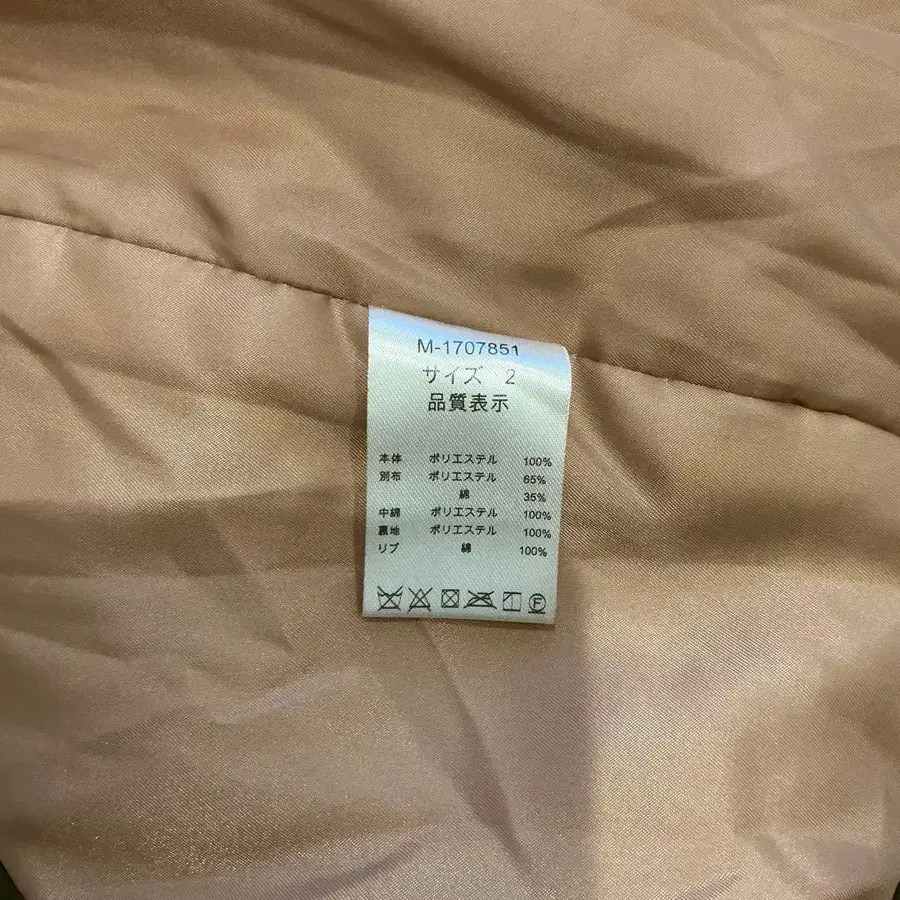 M-1707851
サイズ 2
品質表示
本体 ポリエステル 100%
別布 ポリエステル 65%
綿 35%
中綿 ポリエステル 100%
裏地 ポリエステル 100%
リブ 綿 100%
F